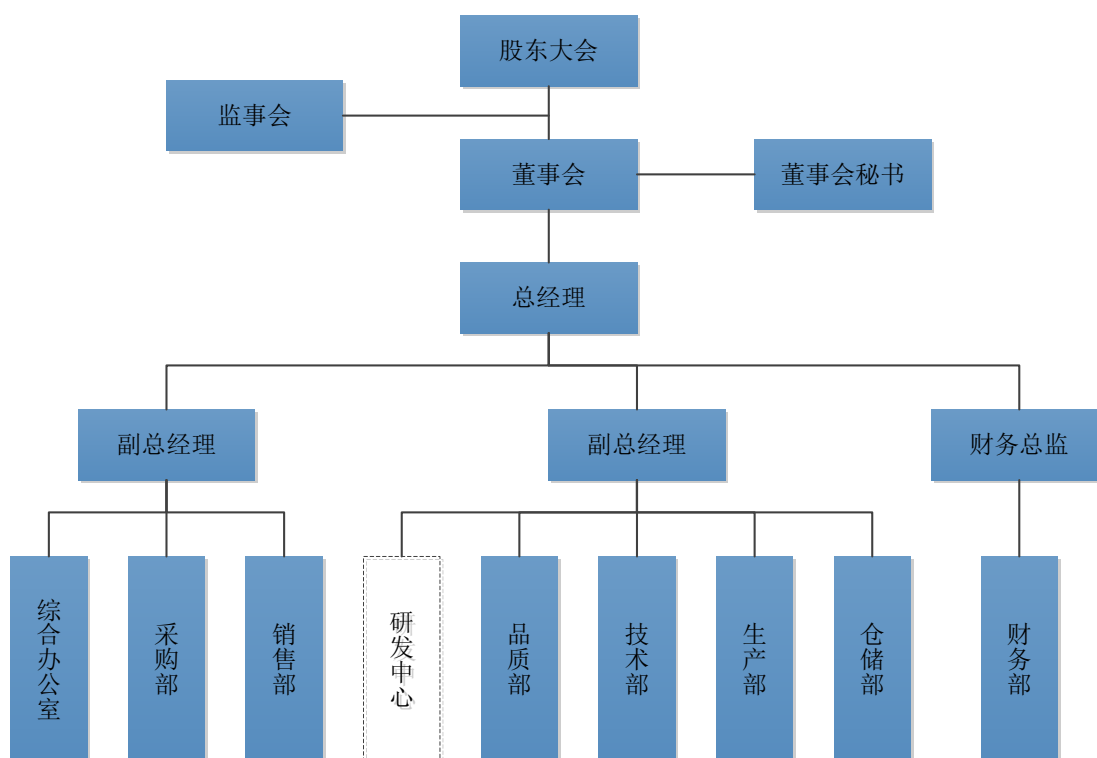 股东大会
监事会
董事会
董事会秘书
总经理
副总经理
副总经理
财务总监
综合办公室
采购部
销售部
研发中心
品质部
技术部
生产部
仓储部
财务部